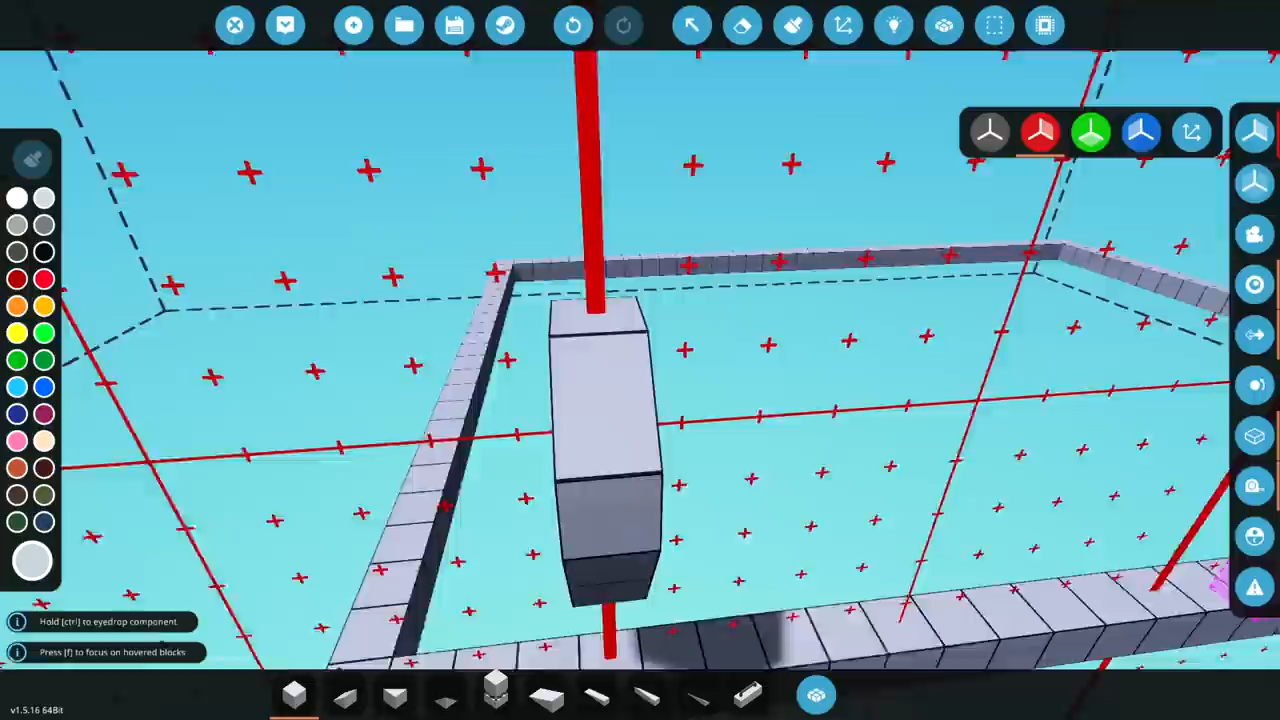 Hold [ctrl] to eyedrop component
Press [f] to focus on hovered blocks
v1.5.16 64Bit